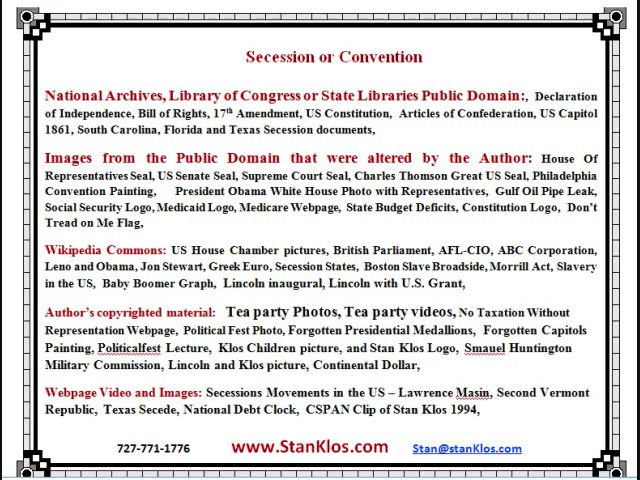 Secession or Convention
National Archives, Library of Congress or State Libraries Public Domain:, Declaration
of Independence, Bill of Rights, 17th Amendment, US Constitution, Articles of Confederation, US Capitol
1861, South Carolina, Florida and Texas Secession documents,
Images from the Public Domain that were altered by the Author: House Of
Representatives Seal, US Senate Seal, Supreme Court Seal, Charles Thomson Great US Seal, Philadelphia
Convention Painting, President Obama White House Photo with Representatives, Gulf Oil Pipe Leak,
Social Security Logo, Medicaid Logo, Medicare Webpage, State Budget Deficits, Constitution Logo, Don't
Tread on Me Flag,
Wikipedia Commons: US House Chamber pictures, British Parliament, AFL-CIO, ABC Corporation,
Leno and Obama, Jon Stewart, Greek Euro, Secession States, Boston Slave Broadside, Morrill Act, Slavery
in the US, Baby Boomer Graph, Lincoln inaugural, Lincoln with U.S. Grant,
Author's copyrighted material: Tea party Photos, Tea party videos, No Taxation Without
Representation Webpage, Political Fest Photo, Forgotten Presidential Medallions, Forgotten Capitols
Painting, Politicalfest Lecture, Klos Children picture, and Stan Klos Logo, Smauel Huntington
Military Commission, Lincoln and Klos picture, Continental Dollar,
Webpage Video and Images: Secessions Movements in the US – Lawrence Masin, Second Vermont
Republic, Texas Secede, National Debt Clock, CSPAN Clip of Stan Klos 1994,
727-771-1776 www.StanKlos.com Stan@stanKlos.com